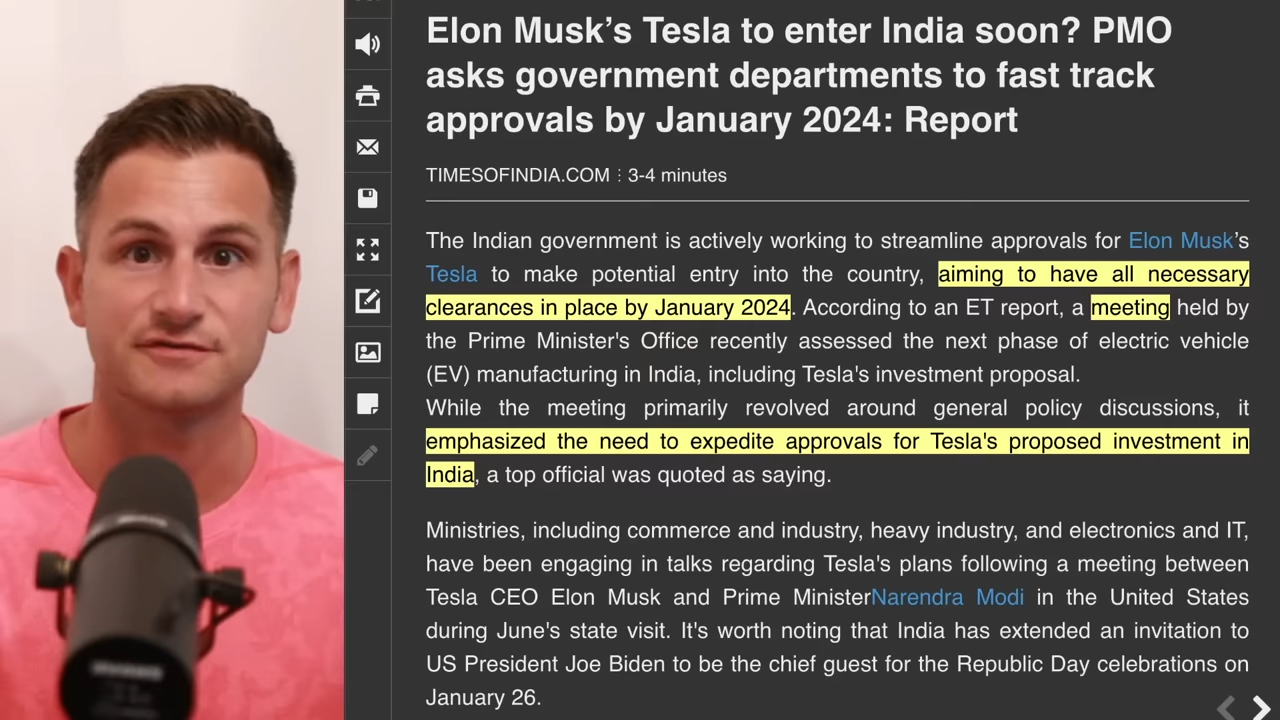 Elon Musk’s Tesla to enter India soon? PMO
asks government departments to fast track
approvals by January 2024: Report
TIMESOFINDIA.COM ⋮ 3-4 minutes
The Indian government is actively working to streamline approvals for Elon Musk’s
Tesla to make potential entry into the country, aiming to have all necessary
clearances in place by January 2024. According to an ET report, a meeting held by
the Prime Minister's Office recently assessed the next phase of electric vehicle
(EV) manufacturing in India, including Tesla's investment proposal.
While the meeting primarily revolved around general policy discussions, it
emphasized the need to expedite approvals for Tesla's proposed investment in
India, a top official was quoted as saying.
Ministries, including commerce and industry, heavy industry, and electronics and IT,
have been engaging in talks regarding Tesla's plans following a meeting between
Tesla CEO Elon Musk and Prime MinisterNarendra Modi in the United States
during June's state visit. It's worth noting that India has extended an invitation to
US President Joe Biden to be the chief guest for the Republic Day celebrations on
January 26.